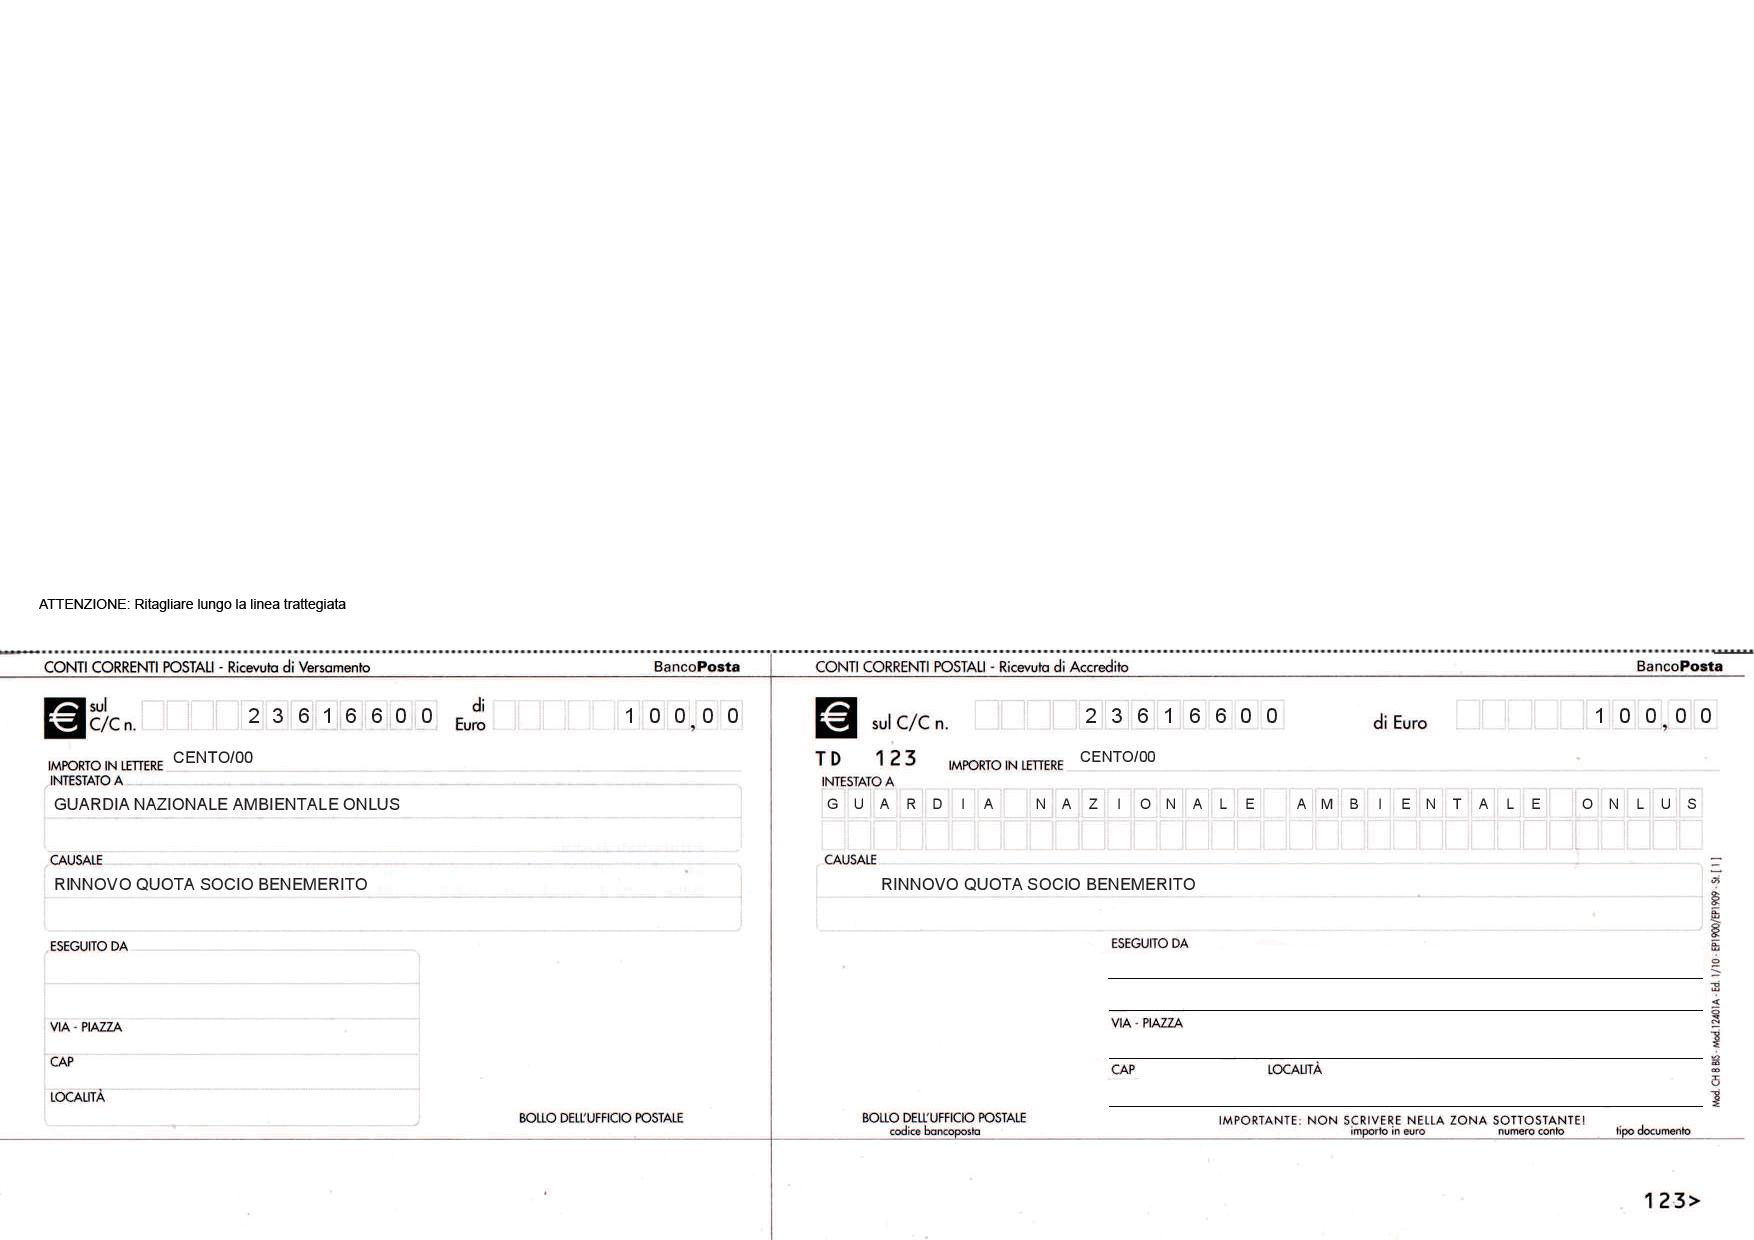 ATTENZIONE: Ritagliare lungo la linea trattegiata
CONTI CORRENTI POSTALI - Ricevuta di Versamento BancoPosta
€ sul C/C n. 23616600 di Euro 100,00
IMPORTO IN LETTERE CENTO/00
INTESTATO A
GUARDIA NAZIONALE AMBIENTALE ONLUS
CAUSALE
RINNOVO QUOTA SOCIO BENEMERITO
ESEGUITO DA
VIA - PIAZZA
CAP
LOCALITÀ
BOLLO DELL'UFFICIO POSTALE
CONTI CORRENTI POSTALI - Ricevuta di Accredito BancoPosta
€ sul C/C n. 23616600 di Euro 100,00
TD 123 IMPORTO IN LETTERE CENTO/00
INTESTATO A
GUARDIA NAZIONALE AMBIENTALE ONLUS
CAUSALE
RINNOVO QUOTA SOCIO BENEMERITO
ESEGUITO DA
VIA - PIAZZA
CAP LOCALITÀ
BOLLO DELL'UFFICIO POSTALE
codice bancoposta
IMPORTANTE: NON SCRIVERE NELLA ZONA SOTTOSTANTE!
importo in euro numero conto tipo documento
Mod. CH 8 BIS - Mod.12401A - Ed. 1/10 - EP1900/EP1909 - St. [1]
123>